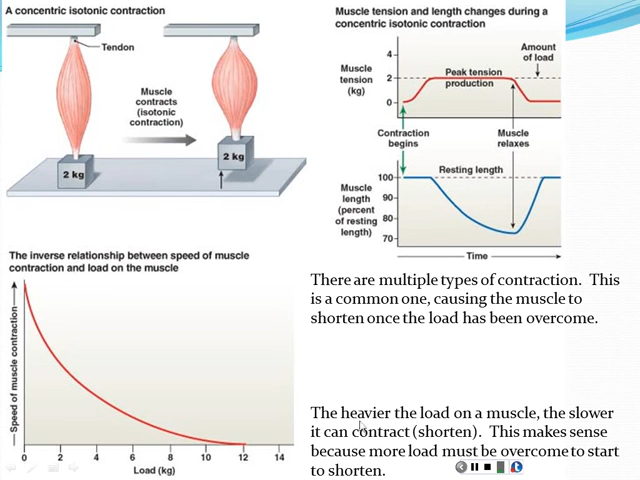 A concentric isotonic contraction
Tendon
Muscle
contracts
(isotonic
contraction)
2 kg
2 kg
Muscle tension and length changes during a
concentric isotonic contraction
Amount
of load
Muscle
tension
(kg)
4
2
0
Peak tension
production
Contraction
begins
Muscle
relaxes
Resting length
Muscle
length
(percent
of resting
length)
100
90
80
70
Time
The inverse relationship between speed of muscle
contraction and load on the muscle
Speed of muscle contraction
0 2 4 6 8 10 12 14
Load (kg)
There are multiple types of contraction. This
is a common one, causing the muscle to
shorten once the load has been overcome.
The heavier the load on a muscle, the slower
it can contract (shorten). This makes sense
because more load must be overcome to start
to shorten.